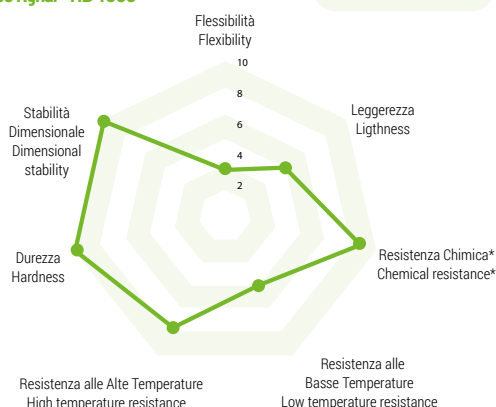 Flessibilità
Flexibility
10
8
6
4
2
Leggerezza
Ligthness
Resistenza Chimica*
Chemical resistance*
Resistenza alle
Basse Temperature
Low temperature resistance
Resistenza alle Alte Temperature
High temperature resistance
Durezza
Hardness
Stabilità
Dimensionale
Dimensional
stability